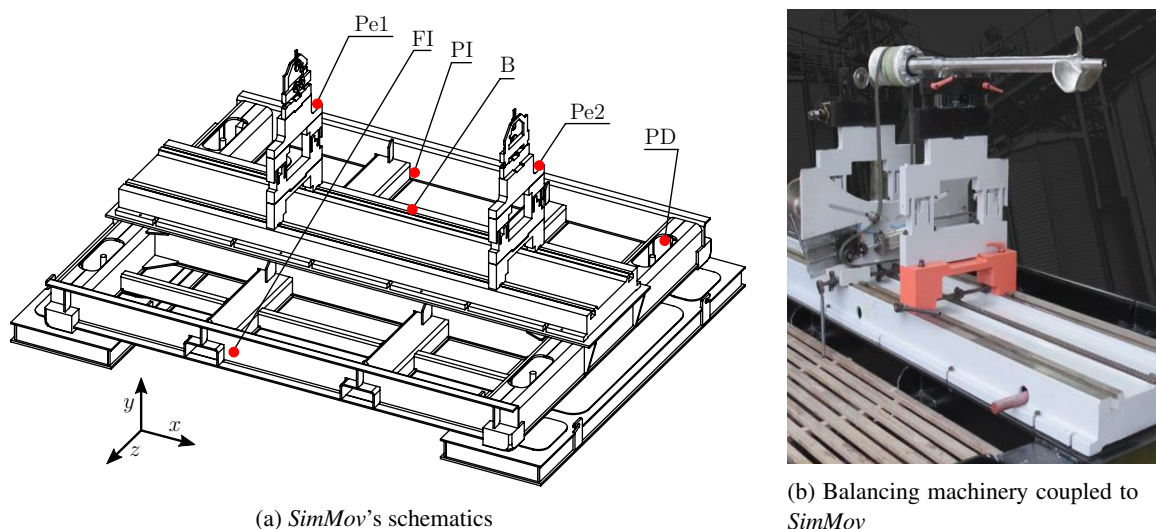 Pe1
FI
PI
B
Pe2
PD
y
x
z
(a) SimMov's schematics
(b) Balancing machinery coupled to
SimMov